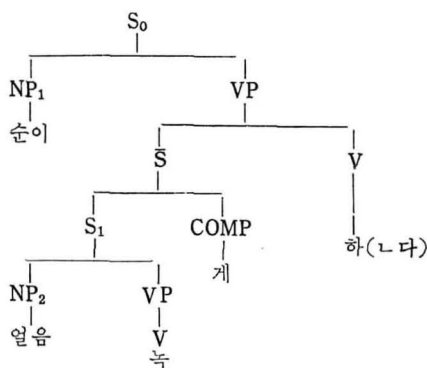 S₀
NP₁ VP
순이
S̄ V
S₁ COMP 하(ㄴ다)
게
NP₂ VP
얼음 V
녹